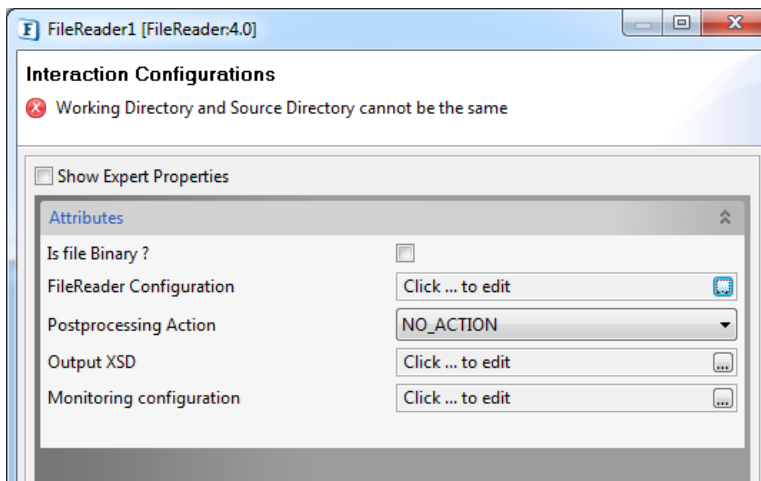 FileReader1 [FileReader:4.0]
Interaction Configurations
Working Directory and Source Directory cannot be the same
Show Expert Properties
Attributes
Is file Binary ?
FileReader Configuration Click ... to edit ...
Postprocessing Action NO_ACTION
Output XSD Click ... to edit ...
Monitoring configuration Click ... to edit ...